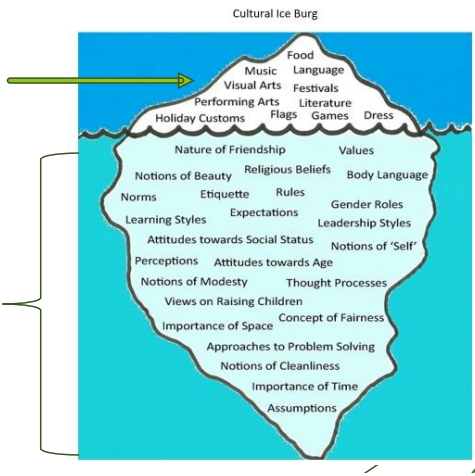 Cultural Ice Burg
Food
Music Language
Visual Arts Festivals
Performing Arts Literature
Holiday Customs Flags Games Dress
Nature of Friendship Values
Notions of Beauty Religious Beliefs Body Language
Norms Etiquette Rules
Expectations Gender Roles
Learning Styles Leadership Styles
Attitudes towards Social Status Notions of ‘Self’
Perceptions Attitudes towards Age
Notions of Modesty Thought Processes
Views on Raising Children
Importance of Space Concept of Fairness
Approaches to Problem Solving
Notions of Cleanliness
Importance of Time
Assumptions